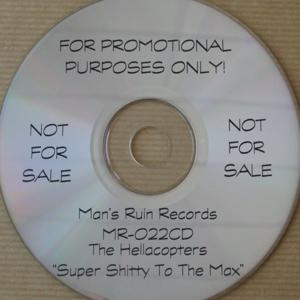 FOR PROMOTIONAL
PURPOSES ONLY!
NOT
FOR
SALE
NOT
FOR
SALE
Man's Ruin Records
MR-022CD
The Hellacopters
"Super Shitty To The Max"